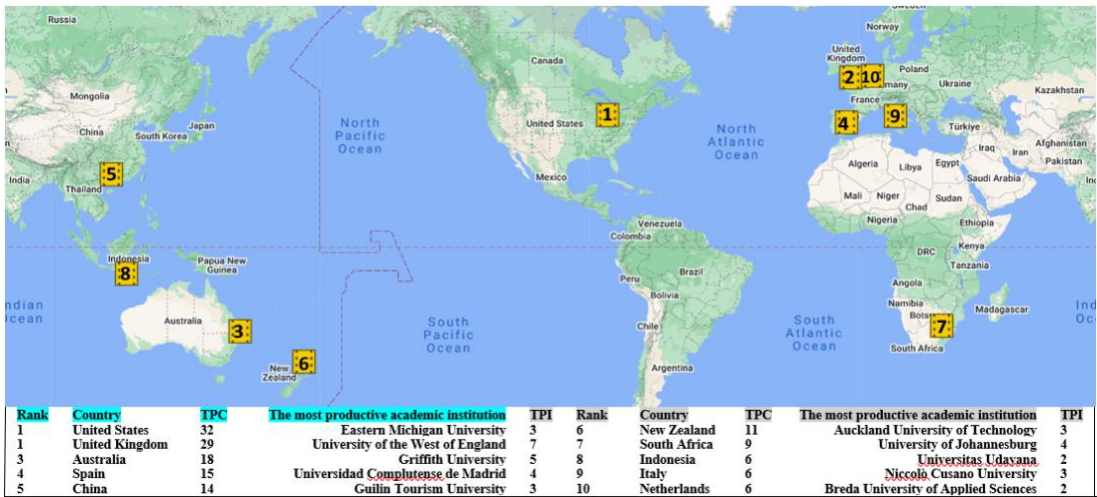 Russia
Norway
Canada
United
Kingdom
2
10
Poland
many
Ukraine
Kazakhstan
Mongolia
France
1
9
4
United States
North
Pacific
Ocean
North
Atlantic
Ocean
Japan
China
South Korea
Türkiye
Iraq
Iran
Afghanistan
Pakistan
5
India
Thailand
Mexico
Algeria
Libya
Egypt
Saudi Arabia
Mali
Niger
Chad
Sudan
Nigeria
Ethiopia
Venezuela
Colombia
Kenya
DRC
Tanzania
Indonesia
8
Papua New
Guinea
Peru
Brazil
Angola
Bolivia
Namibia
Bots
Madagascar
ndian
Ocean
Ind
Oc
Australia
3
South
Pacific
Ocean
Chile
South
Atlantic
Ocean
7
South Africa
6
New
Zealand
Argentina
Rank Country TPC The most productive academic institution TPI Rank Country TPC The most productive academic institution TPI
1 United States 32 Eastern Michigan University 3 6 New Zealand 11 Auckland University of Technology 3
1 United Kingdom 29 University of the West of England 7 7 South Africa 9 University of Johannesburg 4
3 Australia 18 Griffith University 5 8 Indonesia 6 Universitas Udayana 2
4 Spain 15 Universidad Complutense de Madrid 4 9 Italy 6 Niccolò Cusano University 3
5 China 14 Guilin Tourism University 3 10 Netherlands 6 Breda University of Applied Sciences 2